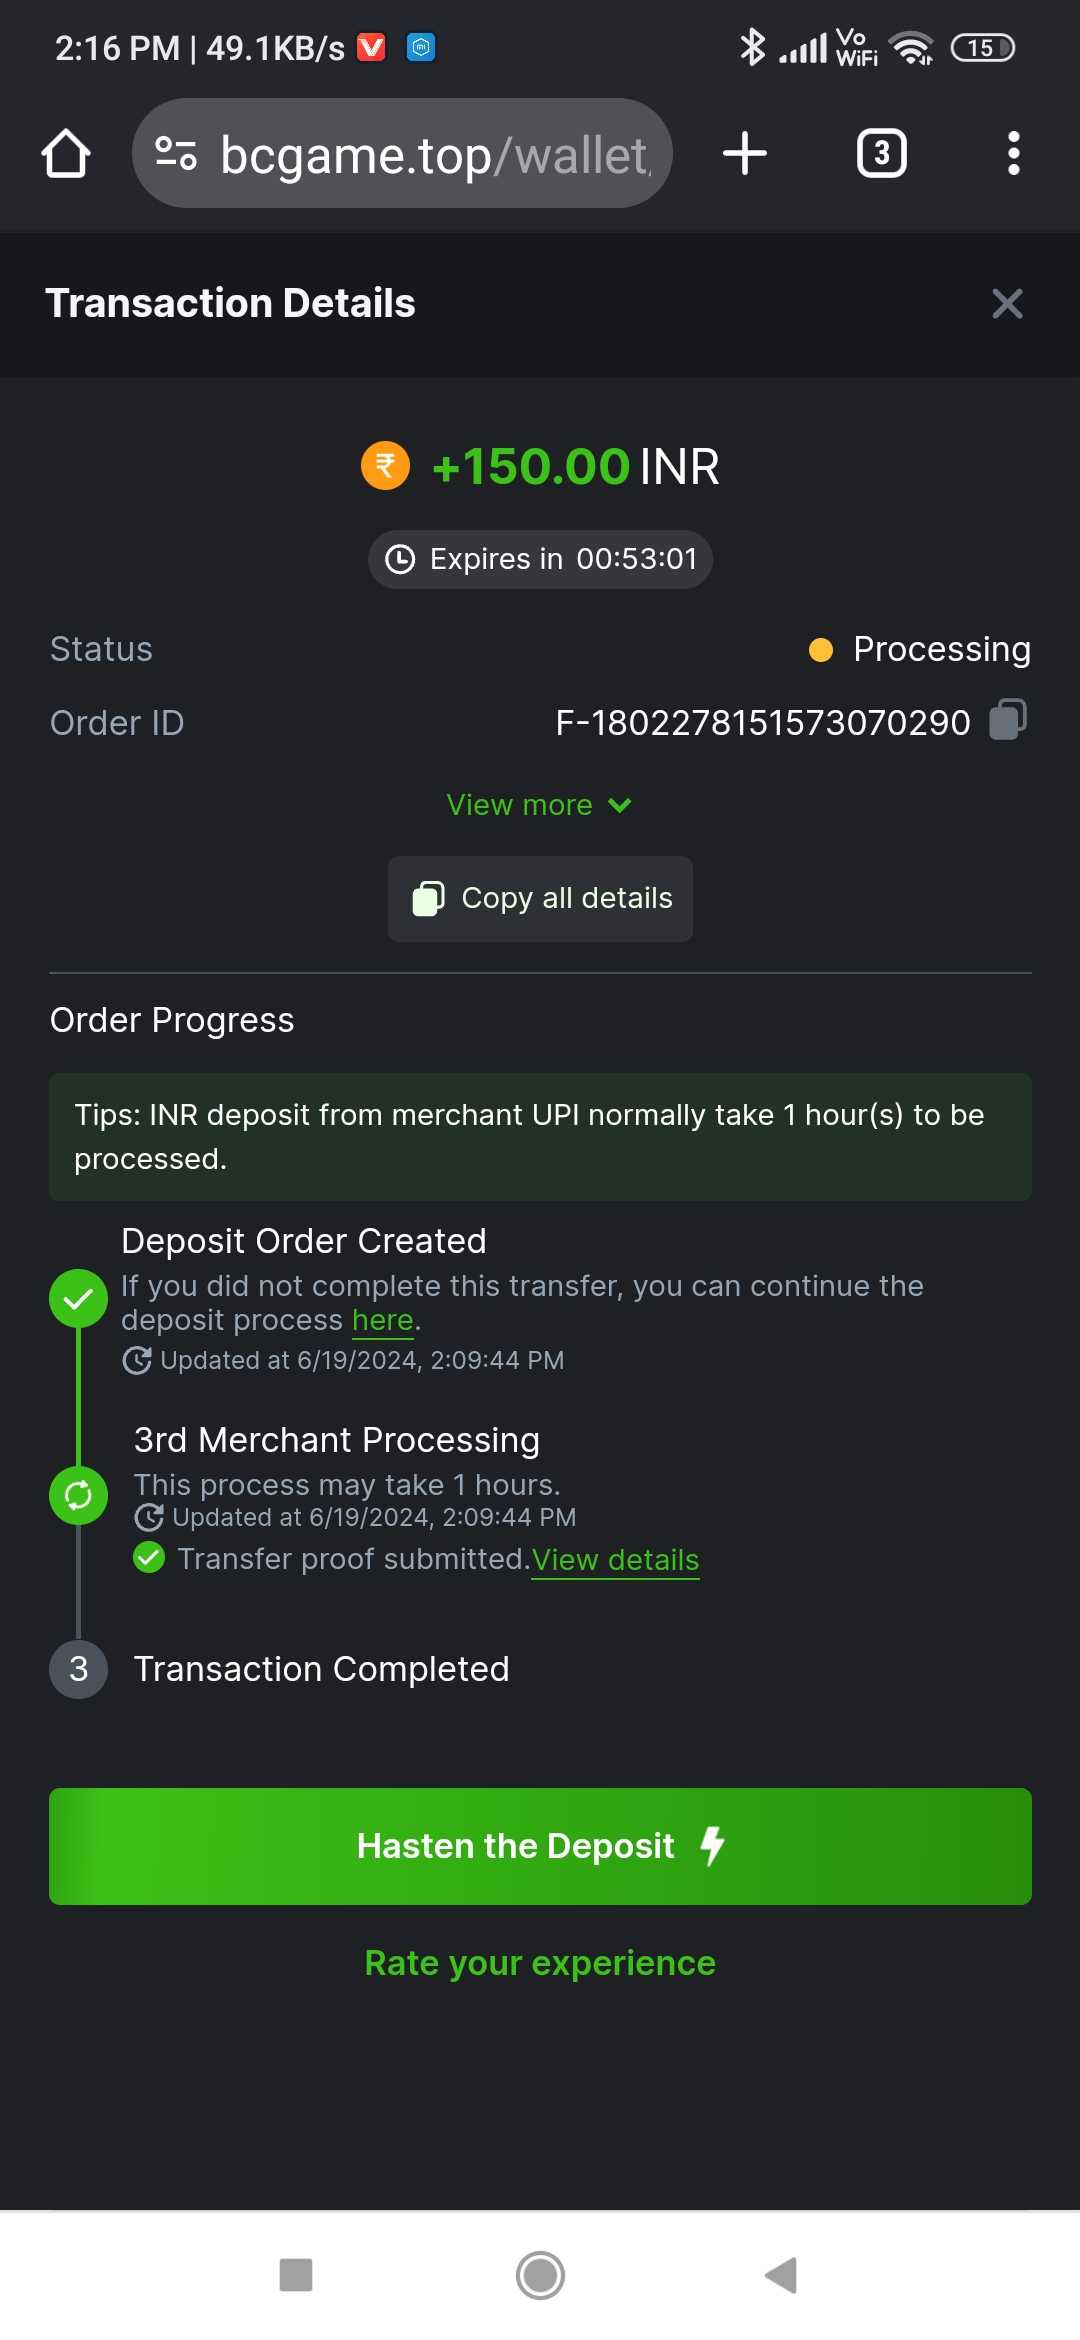 2:16 PM | 49.1KB/s
Vo WiFi
15
bcgame.top/wallet
3
Transaction Details
+150.00 INR
Expires in 00:53:01
Status Processing
Order ID F-1802278151573070290
View more
Copy all details
Order Progress
Tips: INR deposit from merchant UPI normally take 1 hour(s) to be
processed.
Deposit Order Created
If you did not complete this transfer, you can continue the
deposit process here.
Updated at 6/19/2024, 2:09:44 PM
3rd Merchant Processing
This process may take 1 hours.
Updated at 6/19/2024, 2:09:44 PM
Transfer proof submitted.View details
3 Transaction Completed
Hasten the Deposit
Rate your experience